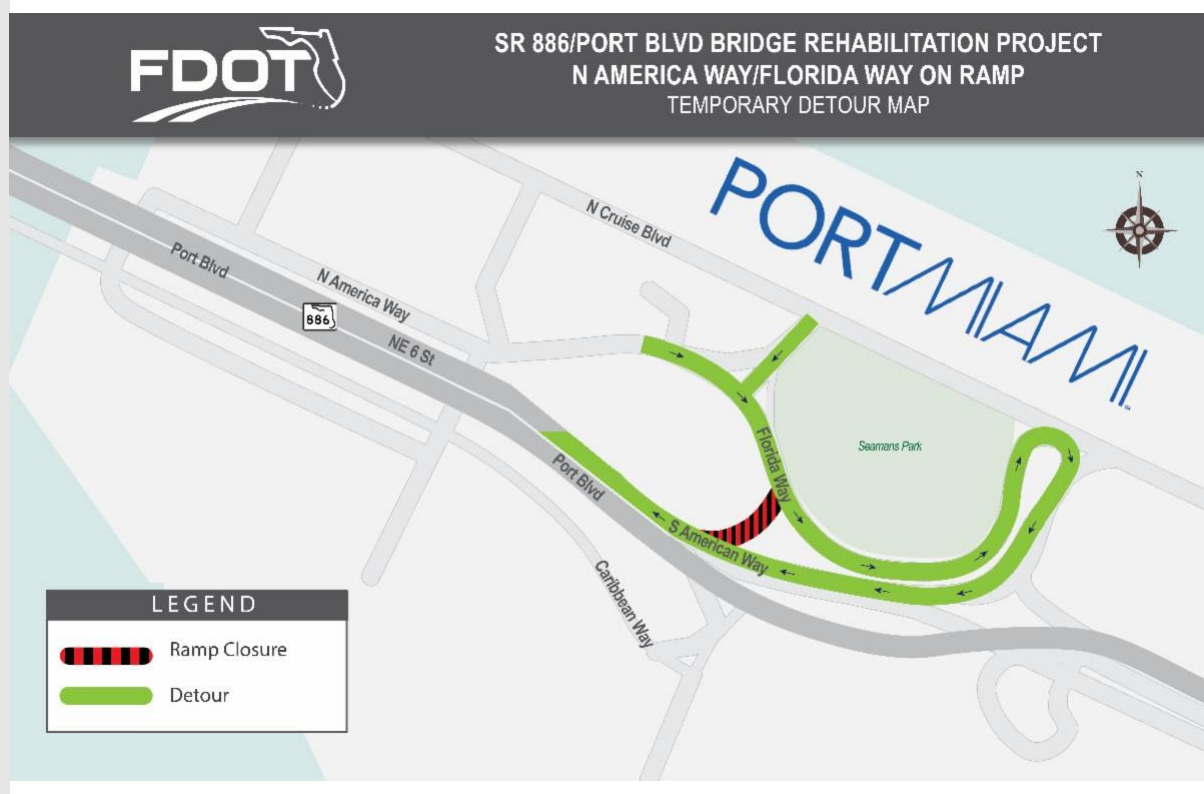 FDOT
SR 886/PORT BLVD BRIDGE REHABILITATION PROJECT
N AMERICA WAY/FLORIDA WAY ON RAMP
TEMPORARY DETOUR MAP
N
PORTMIAMI
N Cruise Blvd
Port Blvd
N America Way
886
NE 6 St
Florida Way
Seamans Park
Port Blvd
S American Way
Caribbean Way
LEGEND
Ramp Closure
Detour